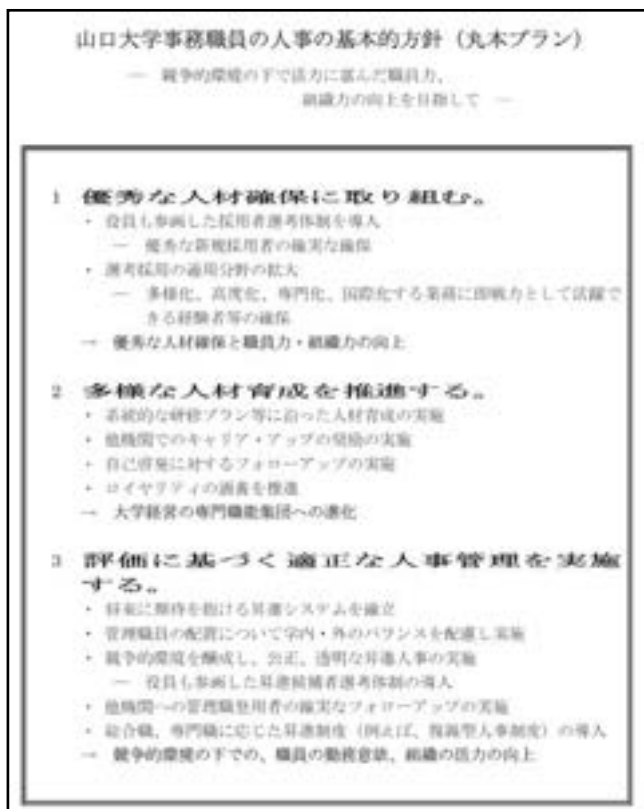 山口大学事務職員の人事の基本的方針（丸本プラン）
― 競争的環境の下で活力に富んだ職員力、
組織力の向上を目指して ―
1 優秀な人材確保に取り組む。
・ 役員も参画した採用者選考体制を導入
― 優秀な新規採用者の確実な確保
・ 選考採用の適用分野の拡大
― 多様化、高度化、専門化、国際化する業務に即戦力として活躍で
きる経験者等の確保
→ 優秀な人材確保と職員力・組織力の向上
2 多様な人材育成を推進する。
・ 系統的な研修プラン等に沿った人材育成の実施
・ 他機関でのキャリア・アップの奨励の実施
・ 自己啓発に対するフォローアップの実施
・ ロイヤリティの涵養を推進
→ 大学経営の専門職能集団への進化
3 評価に基づく適正な人事管理を実施
する。
・ 将来に期待を抱ける昇進システムを確立
・ 管理職員の配置について学内・外のバランスを配慮し実施
・ 競争的環境を醸成し、公正、透明な昇進人事の実施
― 役員も参画した昇進候補者選考体制の導入
・ 他機関への管理職登用者の確実なフォローアップの実施
・ 総合職、専門職に応じた昇進制度（例えば、複線型人事制度）の導入
→ 競争的環境の下での、職員の勤務意欲、組織の活力の向上